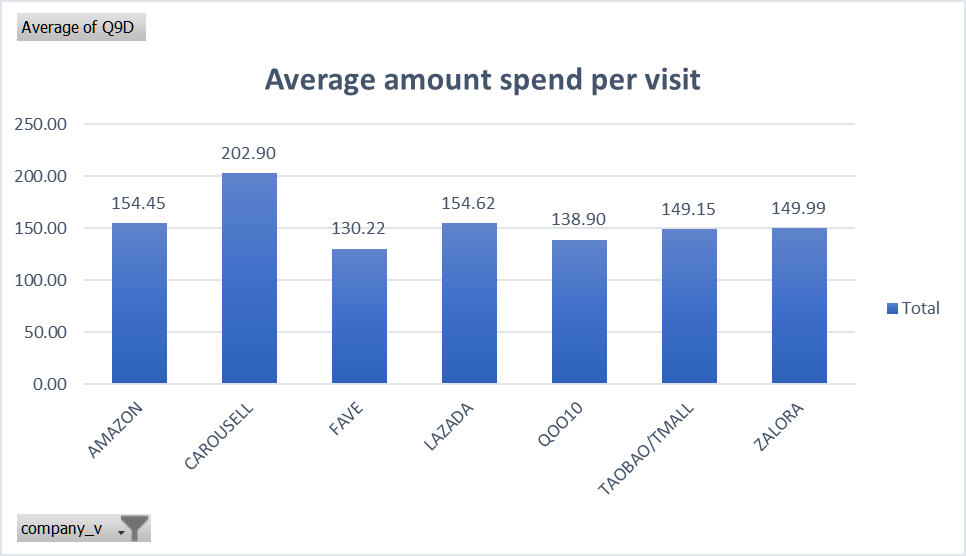 Average of Q9D
Average amount spend per visit
250.00
200.00
150.00
100.00
50.00
0.00
154.45
202.90
130.22
154.62
138.90
149.15
149.99
AMAZON
CAROUSELL
FAVE
LAZADA
QOO10
TAOBAO/TMALL
ZALORA
Total
company_v